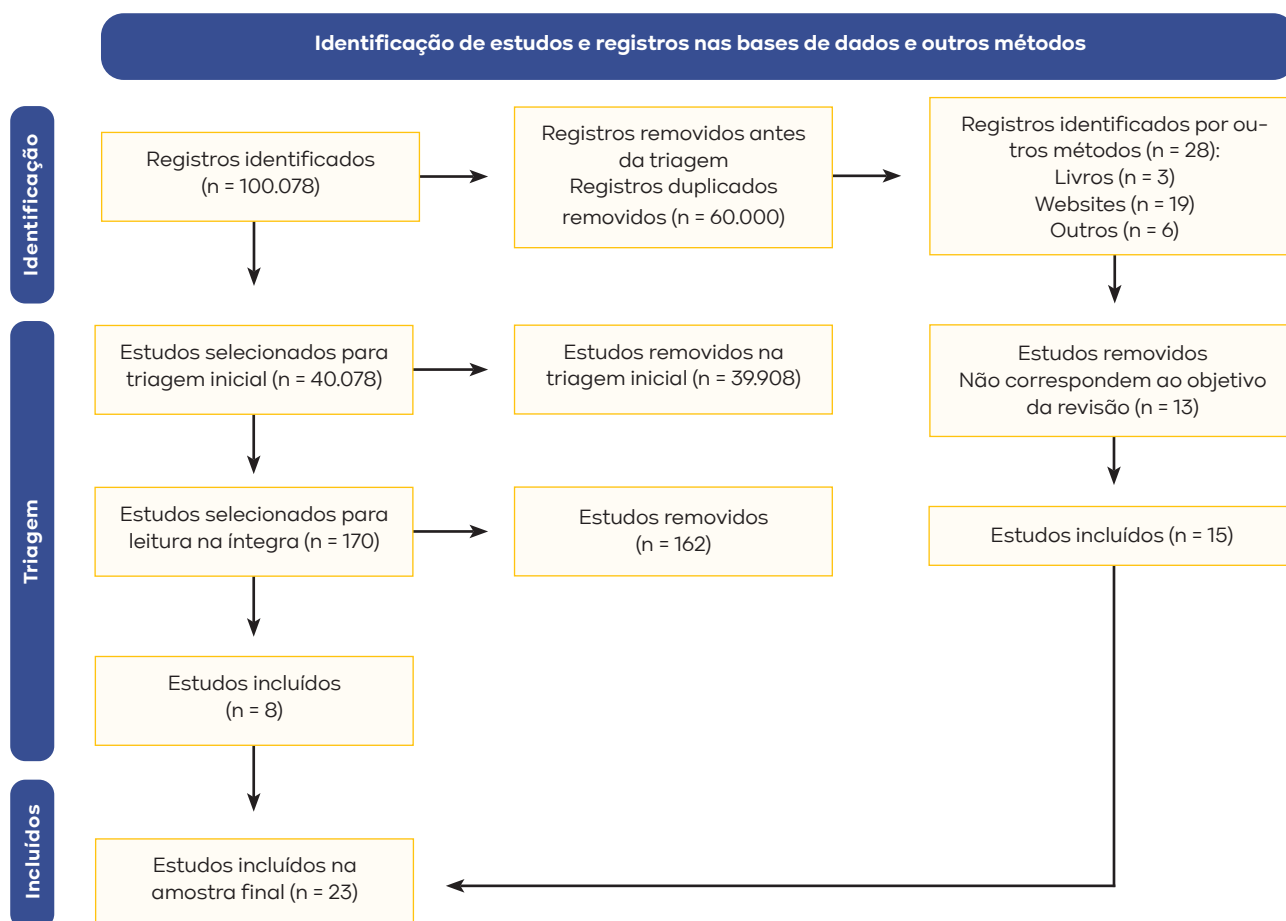 Identificação de estudos e registros nas bases de dados e outros métodos
Identificação
Registros identificados
(n = 100.078)
Registros removidos antes
da triagem
Registros duplicados
removidos (n = 60.000)
Registros identificados por ou-
tros métodos (n = 28):
Livros (n = 3)
Websites (n = 19)
Outros (n = 6)
Triagem
Estudos selecionados para
triagem inicial (n = 40.078)
Estudos removidos na
triagem inicial (n = 39.908)
Estudos removidos
Não correspondem ao objetivo
da revisão (n = 13)
Estudos selecionados para
leitura na íntegra (n = 170)
Estudos removidos
(n = 162)
Estudos incluídos (n = 15)
Estudos incluídos
(n = 8)
Incluídos
Estudos incluídos na
amostra final (n = 23)